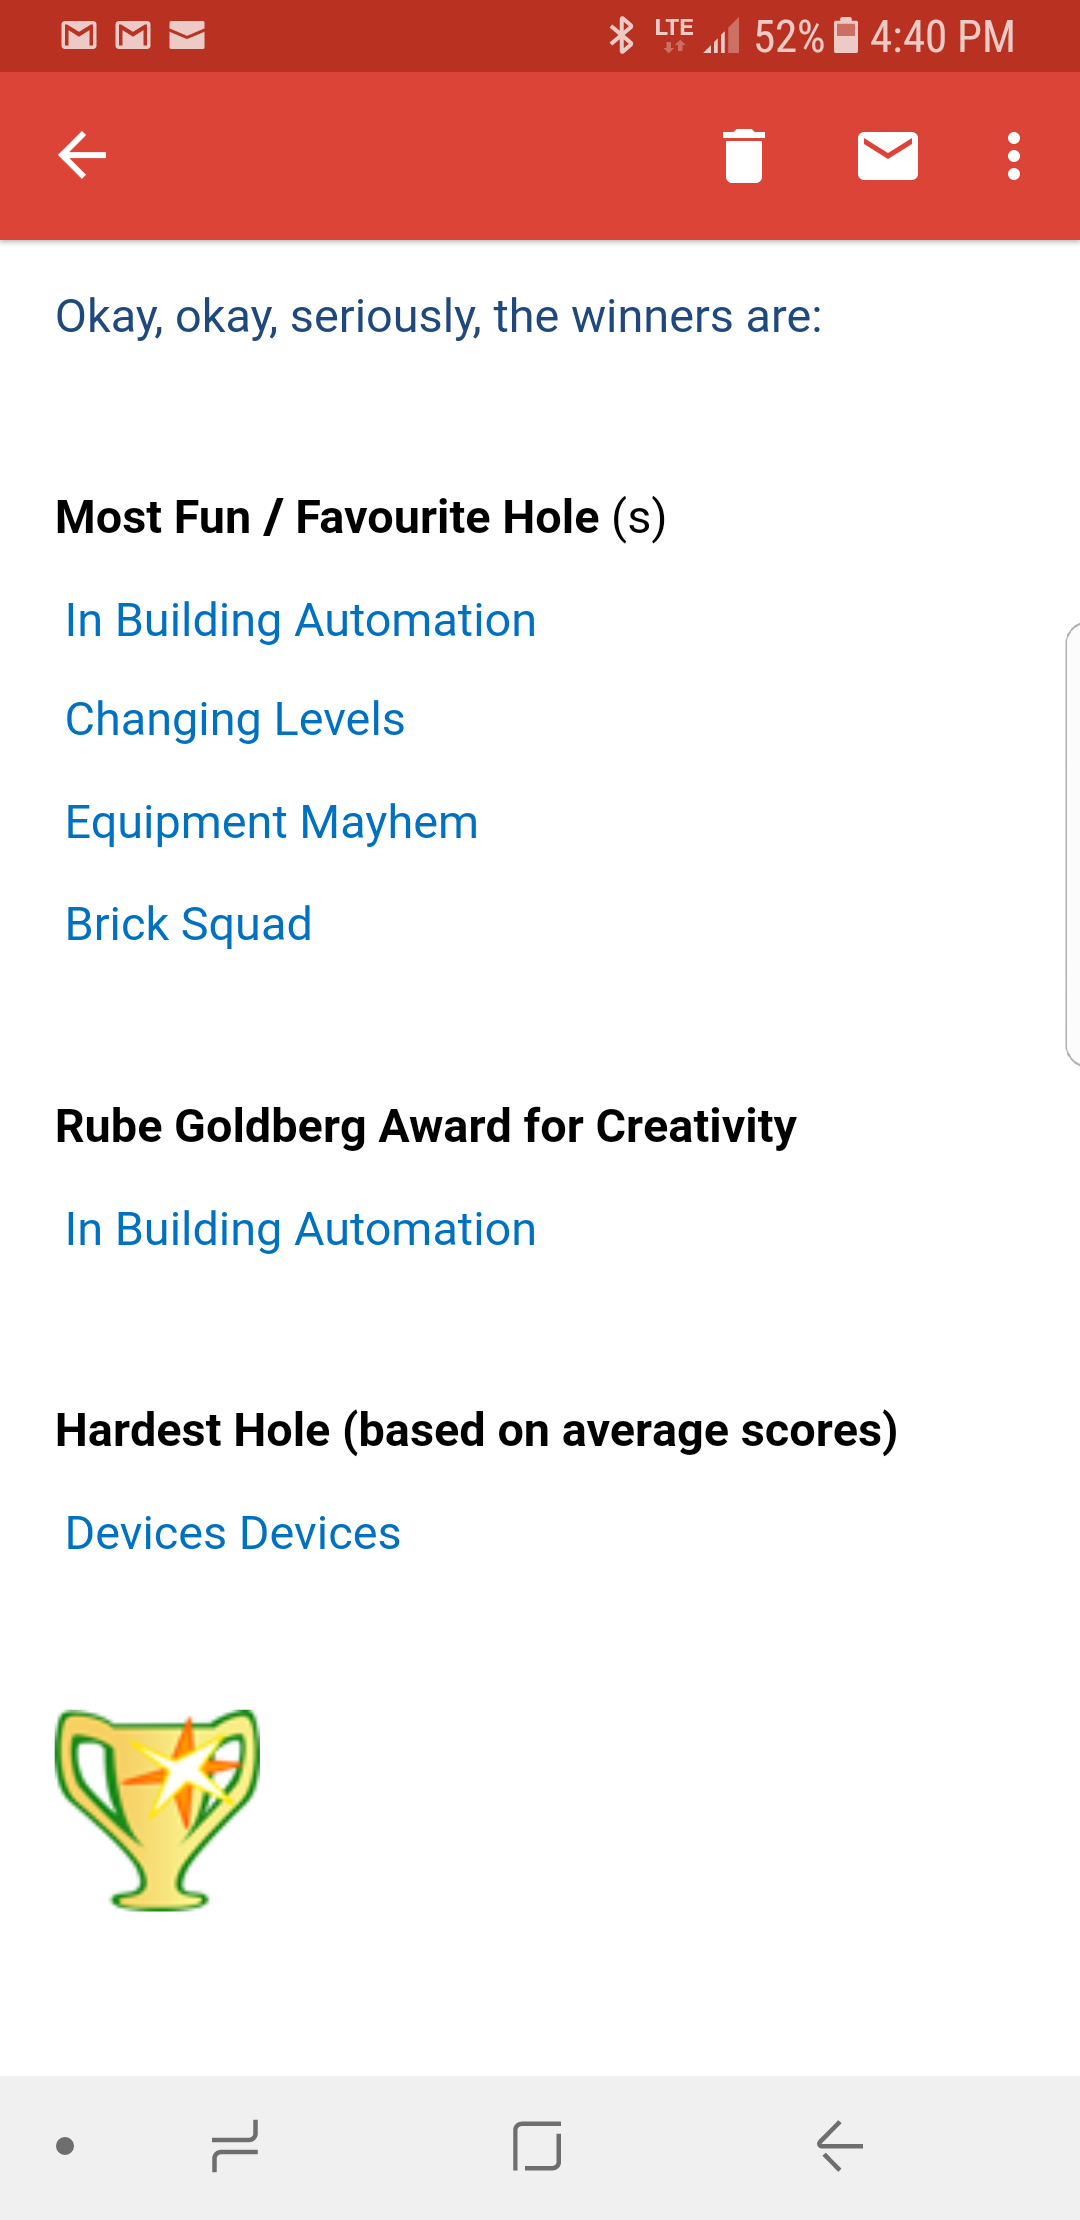 LTE 52% 4:40 PM
Okay, okay, seriously, the winners are:
Most Fun / Favourite Hole (s)
In Building Automation
Changing Levels
Equipment Mayhem
Brick Squad
Rube Goldberg Award for Creativity
In Building Automation
Hardest Hole (based on average scores)
Devices Devices